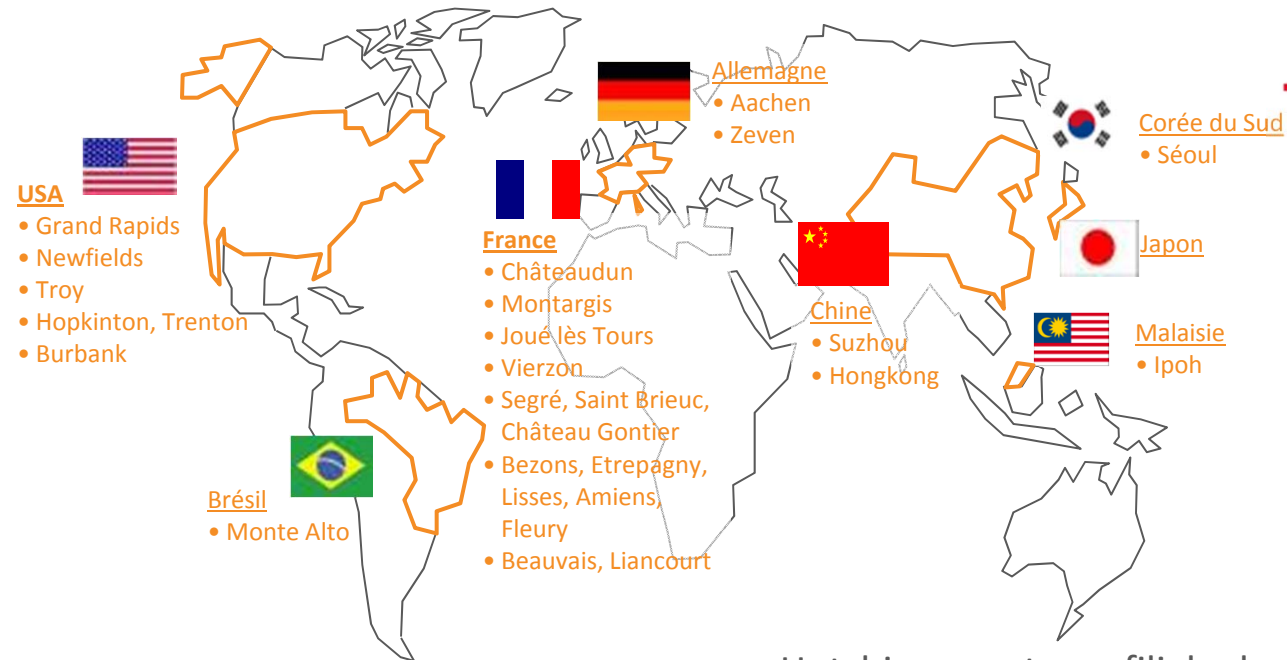 USA
• Grand Rapids
• Newfields
• Troy
• Hopkinton, Trenton
• Burbank
Brésil
• Monte Alto
France
• Châteaudun
• Montargis
• Joué lès Tours
• Vierzon
• Segré, Saint Brieuc,
Château Gontier
• Bezons, Etrepagny,
Lisses, Amiens,
Fleury
• Beauvais, Liancourt
Allemagne
• Aachen
• Zeven
Chine
• Suzhou
• Hongkong
Corée du Sud
• Séoul
Japon
Malaisie
• Ipoh